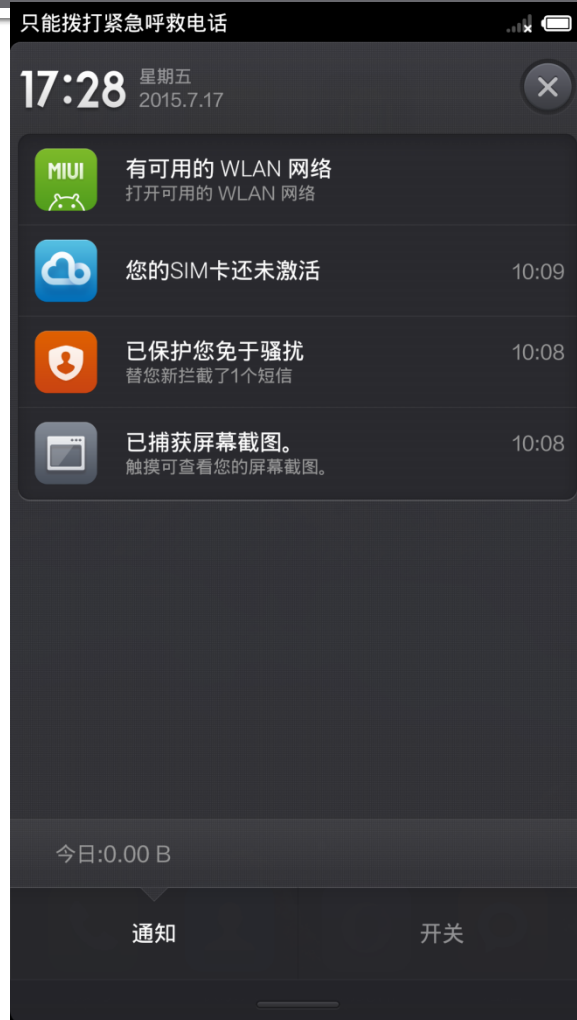 只能拨打紧急呼救电话
17:28
星期五
2015.7.17
MIUI
有可用的 WLAN 网络
打开可用的 WLAN 网络
您的SIM卡还未激活 10:09
已保护您免于骚扰 10:08
替您新拦截了1个短信
已捕获屏幕截图。 10:08
触摸可查看您的屏幕截图。
今日:0.00 B
通知 开关